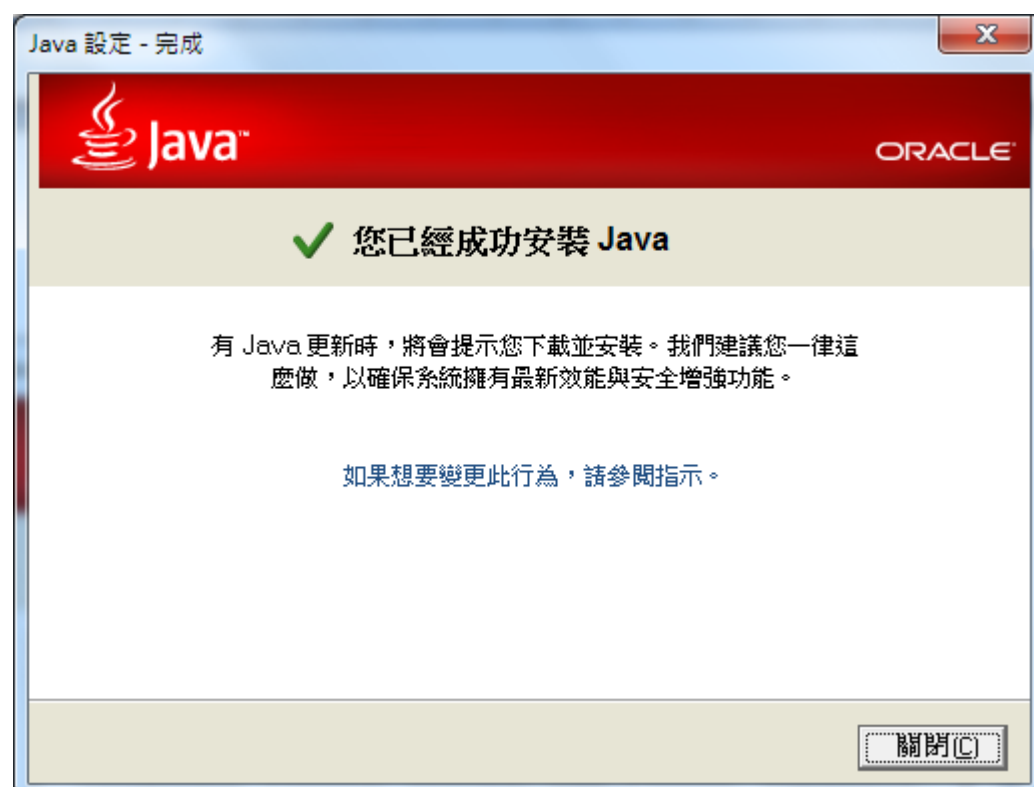 Java 設定 - 完成
Java™
ORACLE®
您已經成功安裝 Java
有 Java 更新時，將會提示您下載並安裝。我們建議您一律這
麼做，以確保系統擁有最新效能與安全增強功能。
如果想要變更此行為，請參閱指示。
關閉(C)